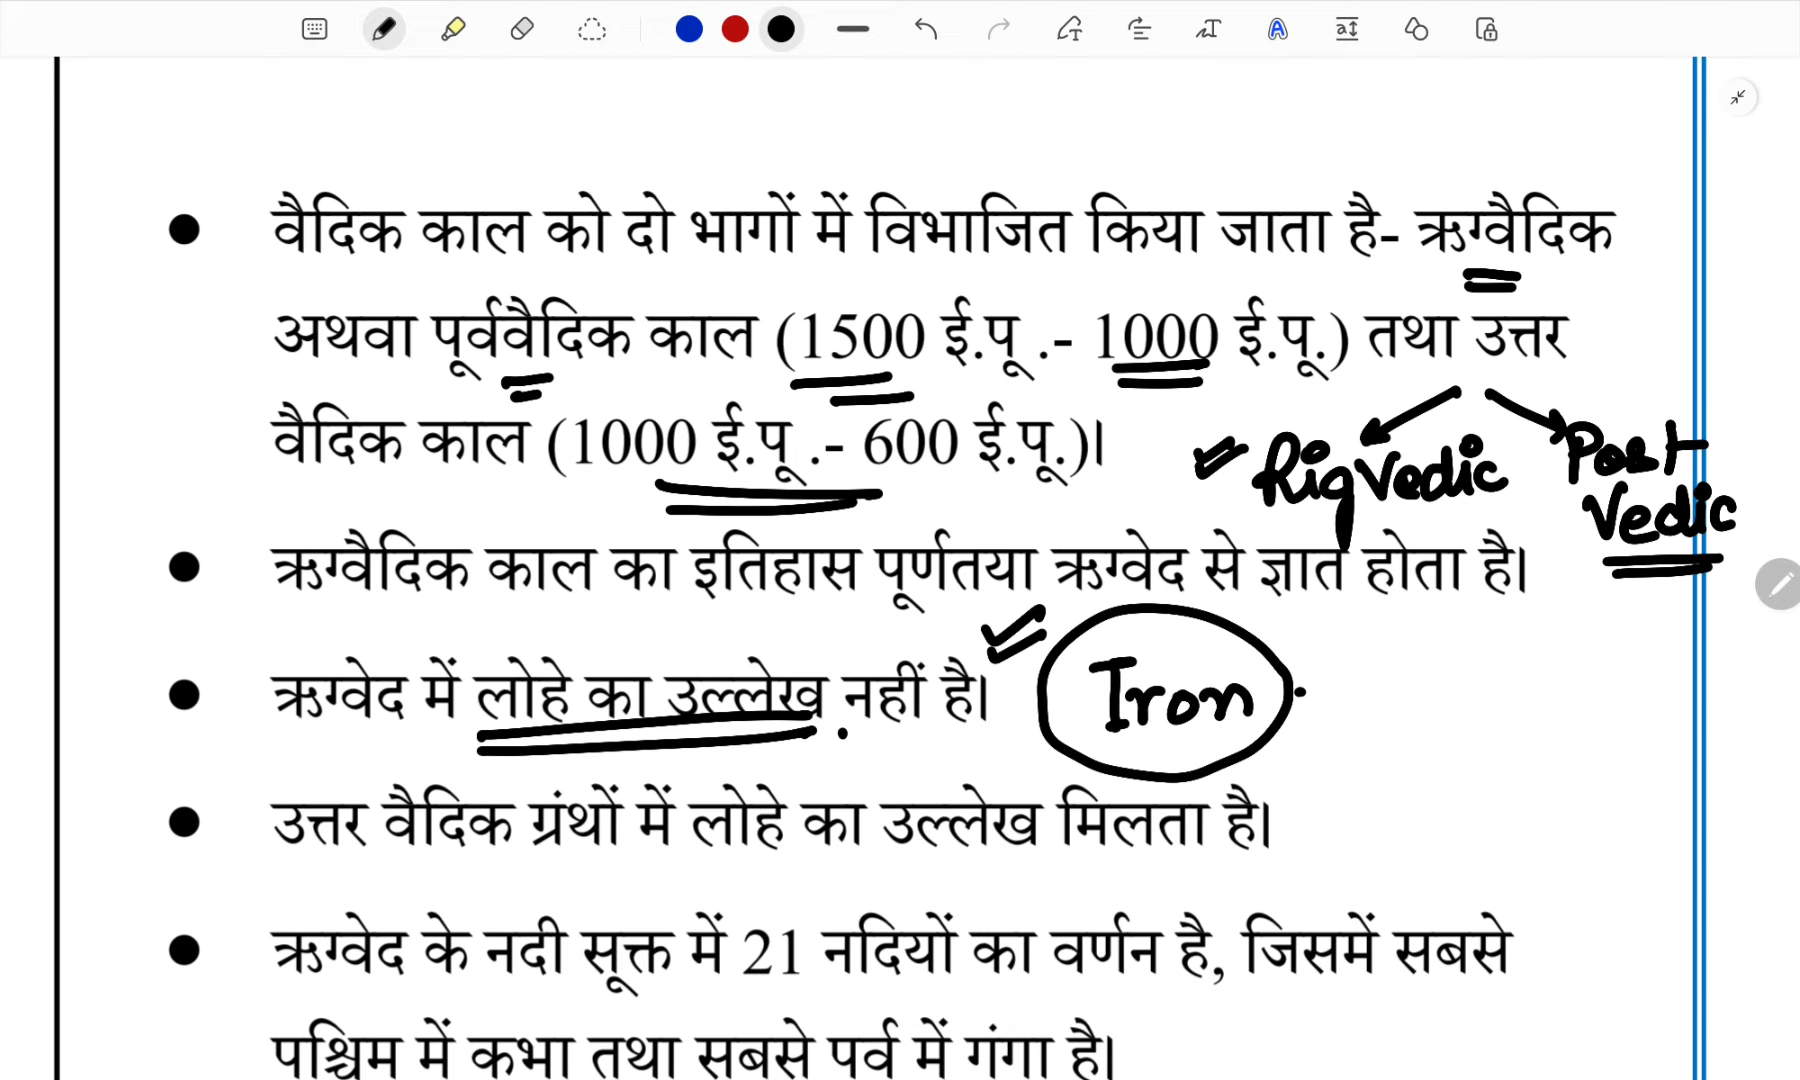 वैदिक काल को दो भागों में विभाजित किया जाता है- ऋग्वैदिक
अथवा पूर्ववैदिक काल (1500 ई.पू .- 1000 ई.पू.) तथा उत्तर
वैदिक काल (1000 ई.पू .- 600 ई.पू.)।
Rigvedic
Post
Vedic
ऋग्वैदिक काल का इतिहास पूर्णतया ऋग्वेद से ज्ञात होता है।
ऋग्वेद में लोहे का उल्लेख नहीं है।
Iron
उत्तर वैदिक ग्रंथों में लोहे का उल्लेख मिलता है।
ऋग्वेद के नदी सूक्त में 21 नदियों का वर्णन है, जिसमें सबसे
पश्चिम में कुभा तथा सबसे पूर्व में गंगा है।